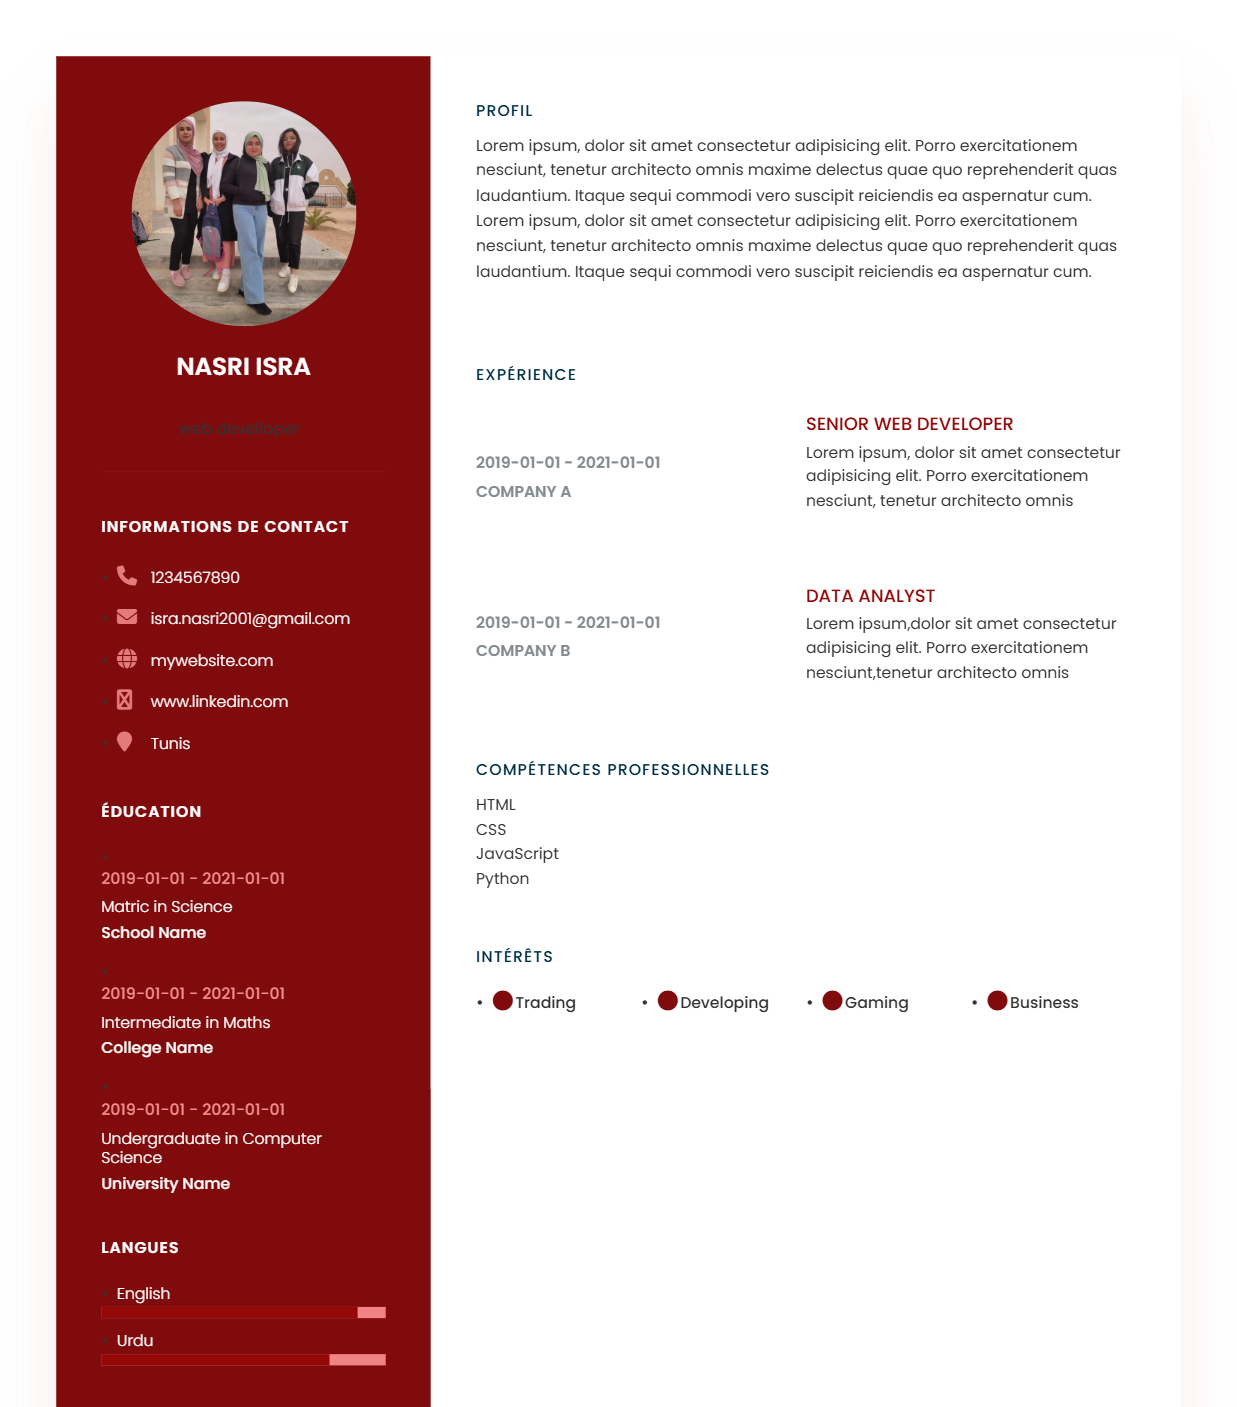 NASRI ISRA
web develloper
INFORMATIONS DE CONTACT
1234567890
isra.nasri2001@gmail.com
mywebsite.com
www.linkedin.com
Tunis
ÉDUCATION
2019-01-01 - 2021-01-01
Matric in Science
School Name
2019-01-01 - 2021-01-01
Intermediate in Maths
College Name
2019-01-01 - 2021-01-01
Undergraduate in Computer
Science
University Name
LANGUES
English
Urdu
PROFIL
Lorem ipsum, dolor sit amet consectetur adipisicing elit. Porro exercitationem
nesciunt, tenetur architecto omnis maxime delectus quae quo reprehenderit quas
laudantium. Itaque sequi commodi vero suscipit reiciendis ea aspernatur cum.
Lorem ipsum, dolor sit amet consectetur adipisicing elit. Porro exercitationem
nesciunt, tenetur architecto omnis maxime delectus quae quo reprehenderit quas
laudantium. Itaque sequi commodi vero suscipit reiciendis ea aspernatur cum.
EXPÉRIENCE
2019-01-01 - 2021-01-01
COMPANY A
SENIOR WEB DEVELOPER
Lorem ipsum, dolor sit amet consectetur
adipisicing elit. Porro exercitationem
nesciunt, tenetur architecto omnis
2019-01-01 - 2021-01-01
COMPANY B
DATA ANALYST
Lorem ipsum,dolor sit amet consectetur
adipisicing elit. Porro exercitationem
nesciunt,tenetur architecto omnis
COMPÉTENCES PROFESSIONNELLES
HTML
CSS
JavaScript
Python
INTÉRÊTS
• Trading • Developing • Gaming • Business